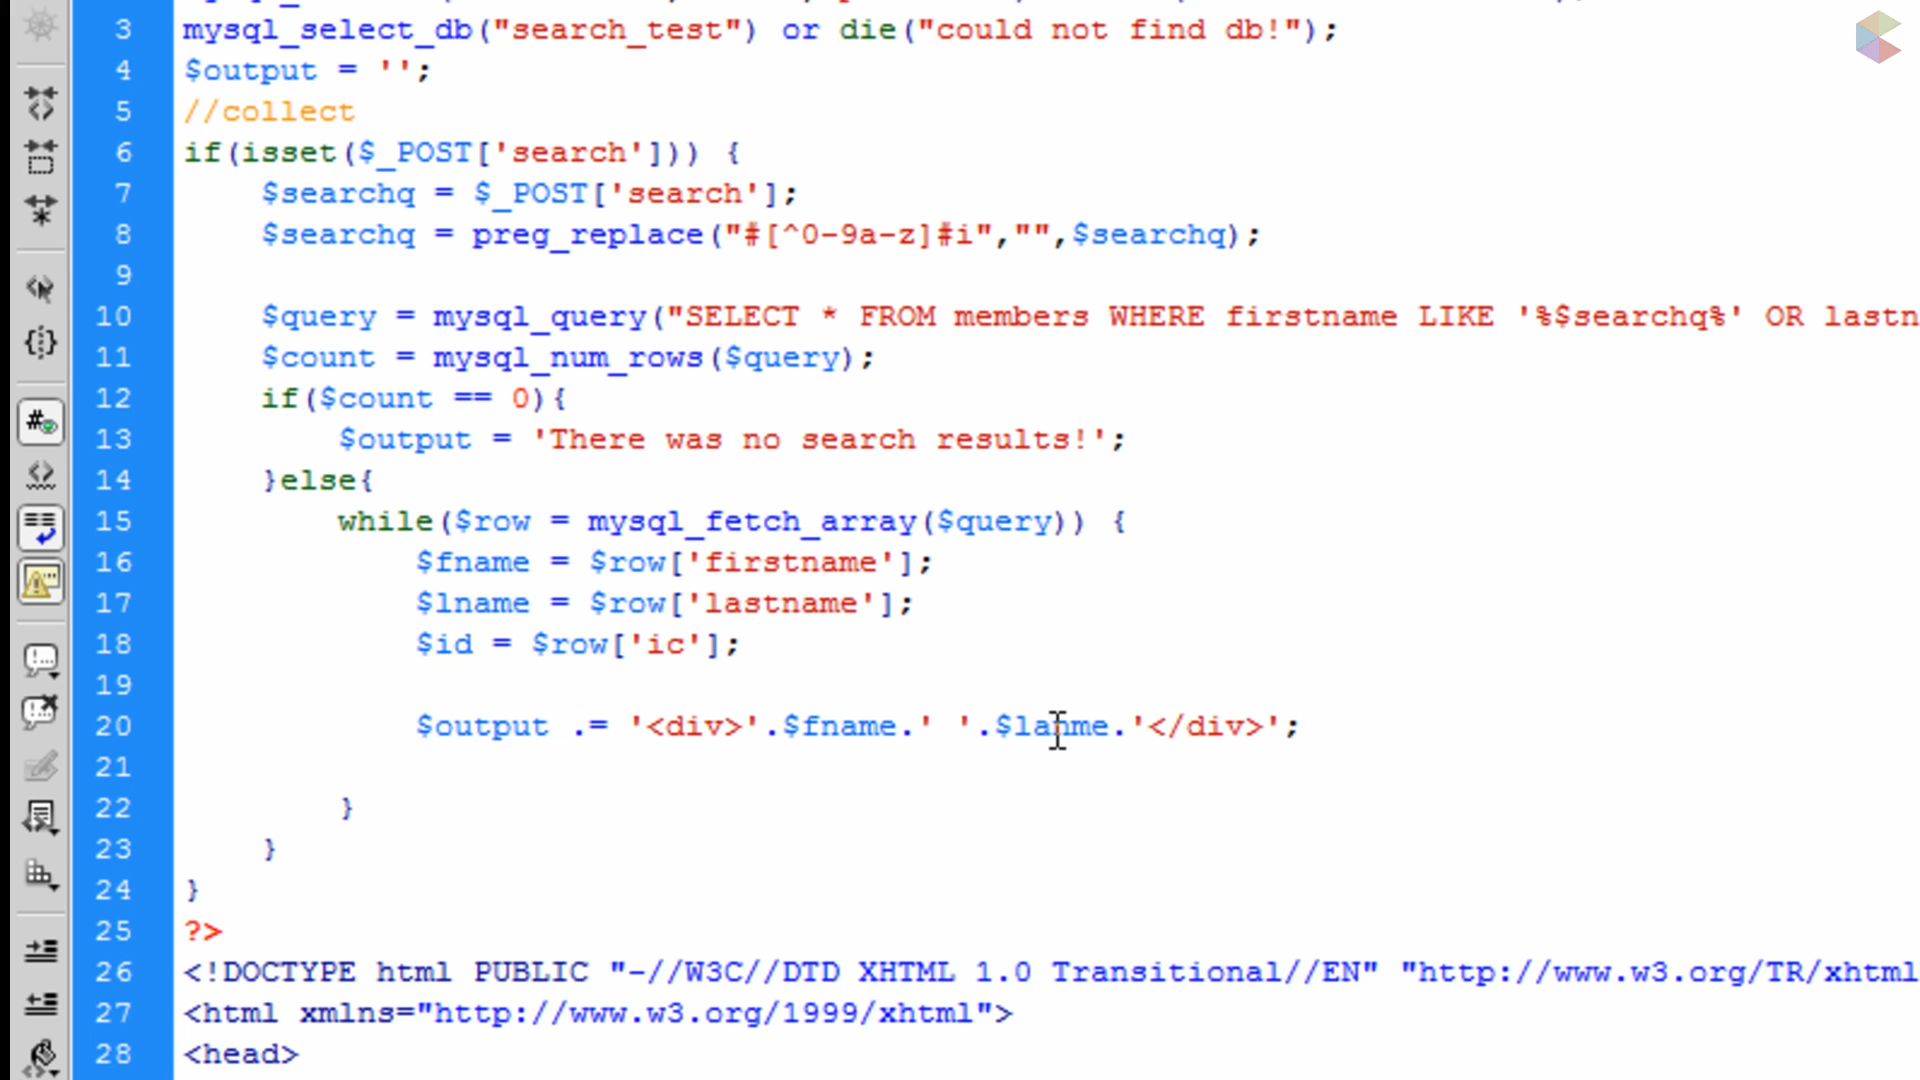 3 mysql_select_db("search_test") or die("could not find db!");
4 $output = '';
5 //collect
6 if(isset($_POST['search'])) {
7 $searchq = $_POST['search'];
8 $searchq = preg_replace("#[^0-9a-z]#i","",$searchq);
9
10 $query = mysql_query("SELECT * FROM members WHERE firstname LIKE '%$searchq%' OR lastn
11 $count = mysql_num_rows($query);
12 if($count == 0){
13 $output = 'There was no search results!';
14 }else{
15 while($row = mysql_fetch_array($query)) {
16 $fname = $row['firstname'];
17 $lname = $row['lastname'];
18 $id = $row['ic'];
19
20 $output .= '<div>'.$fname.' '.$lanme.'</div>';
21
22 }
23 }
24 }
25 ?>
26 <!DOCTYPE html PUBLIC "-//W3C//DTD XHTML 1.0 Transitional//EN" "http://www.w3.org/TR/xhtml
27 <html xmlns="http://www.w3.org/1999/xhtml">
28 <head>